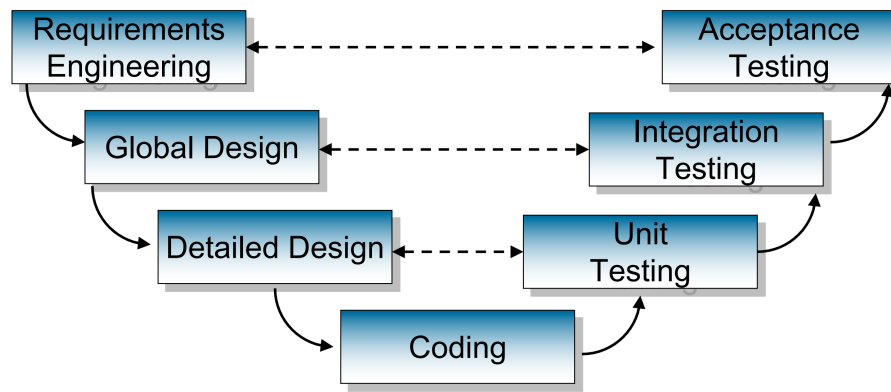 Requirements
Engineering
Acceptance
Testing
Global Design
Integration
Testing
Detailed Design
Unit
Testing
Coding